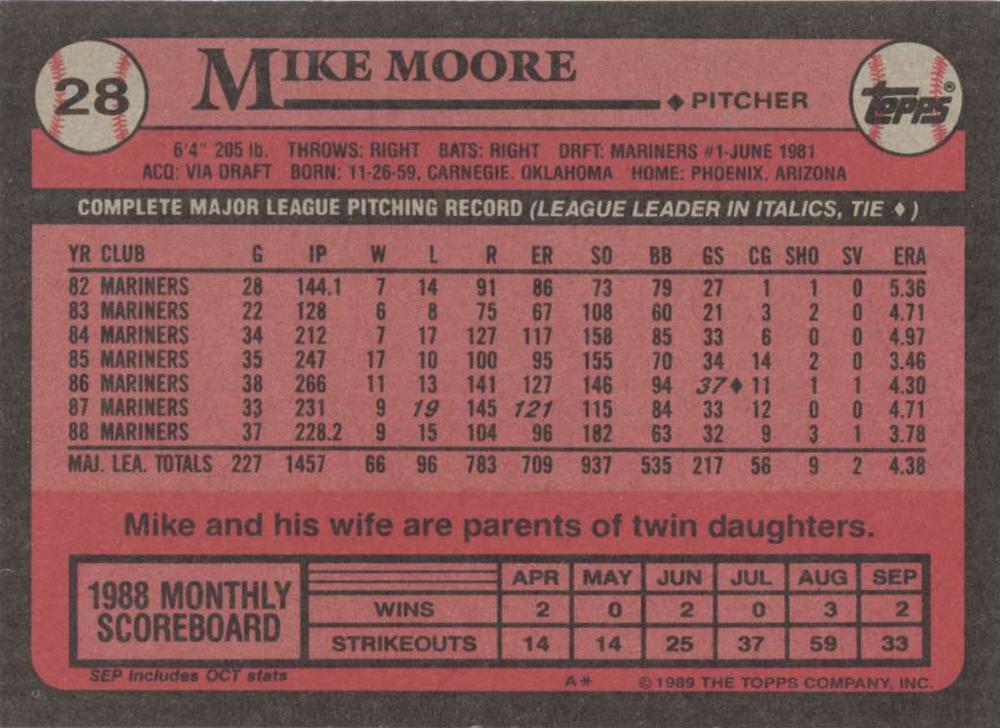 28
MIKE MOORE
◆ PITCHER
TOPPS®
6'4" 205 lb. THROWS: RIGHT BATS: RIGHT DRFT: MARINERS #1-JUNE 1981
ACQ: VIA DRAFT BORN: 11-26-59, CARNEGIE, OKLAHOMA HOME: PHOENIX, ARIZONA
COMPLETE MAJOR LEAGUE PITCHING RECORD (LEAGUE LEADER IN ITALICS, TIE ♦)
YR CLUB G IP W L R ER SO BB GS CG SHO SV ERA
82 MARINERS 28 144.1 7 14 91 86 73 79 27 1 1 0 5.36
83 MARINERS 22 128 6 8 75 67 108 60 21 3 2 0 4.71
84 MARINERS 34 212 7 17 127 117 158 85 33 6 0 0 4.97
85 MARINERS 35 247 17 10 100 95 155 70 34 14 2 0 3.46
86 MARINERS 38 266 11 13 141 127 146 94 37♦ 11 1 1 4.30
87 MARINERS 33 231 9 19 145 121 115 84 33 12 0 0 4.71
88 MARINERS 37 228.2 9 15 104 96 182 63 32 9 3 1 3.78
MAJ. LEA. TOTALS 227 1457 66 96 783 709 937 535 217 56 9 2 4.38
Mike and his wife are parents of twin daughters.
1988 MONTHLY
SCOREBOARD
APR MAY JUN JUL AUG SEP
WINS 2 0 2 0 3 2
STRIKEOUTS 14 14 25 37 59 33
SEP includes OCT stats
A* © 1989 THE TOPPS COMPANY, INC.